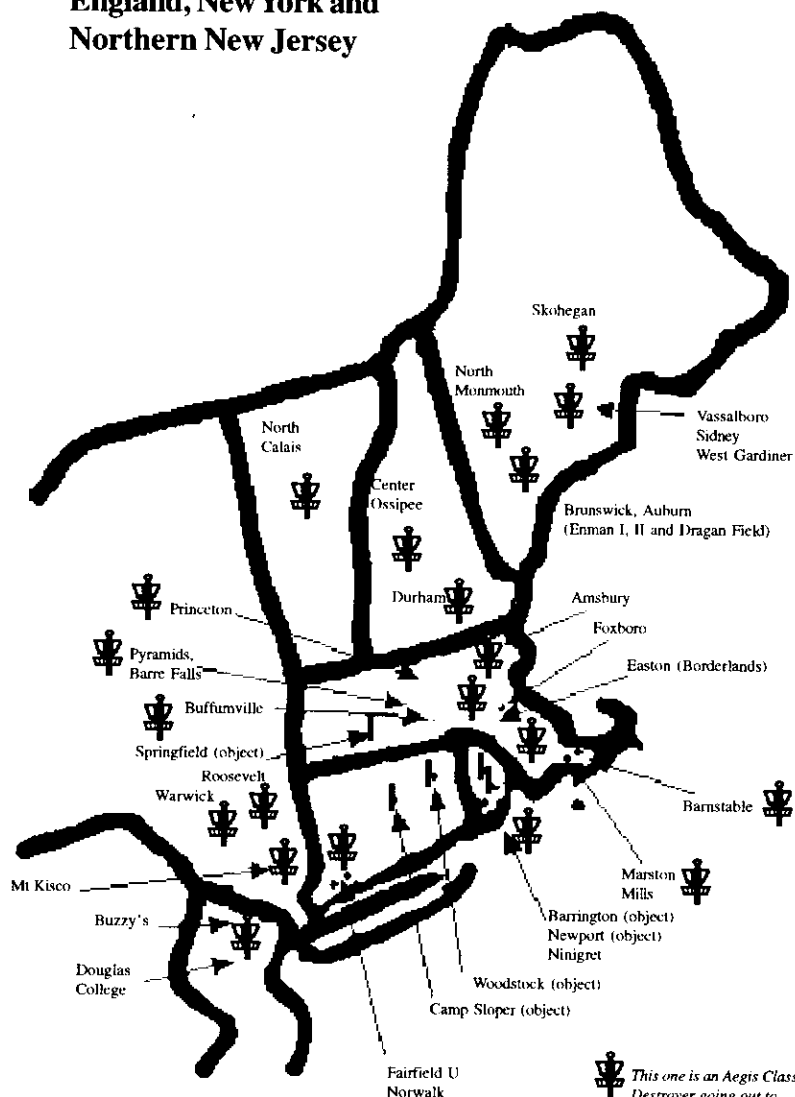 England, New York and
Northern New Jersey
Skohegan
North
Monmouth
Vassalboro
Sidney
West Gardiner
North
Calais
Center
Ossipee
Brunswick, Auburn
(Enman I, II and Dragan Field)
Durham
Amsbury
Princeton
Foxboro
Pyramids,
Barre Falls
Easton (Borderlands)
Buffumville
Springfield (object)
Roosevelt
Warwick
Barnstable
Mt Kisco
Marston
Mills
Buzzy's
Barrington (object)
Newport (object)
Ninigret
Douglas
College
Woodstock (object)
Camp Sloper (object)
Fairfield U
Norwalk
This one is an Aegis Class
Destroyer going out to